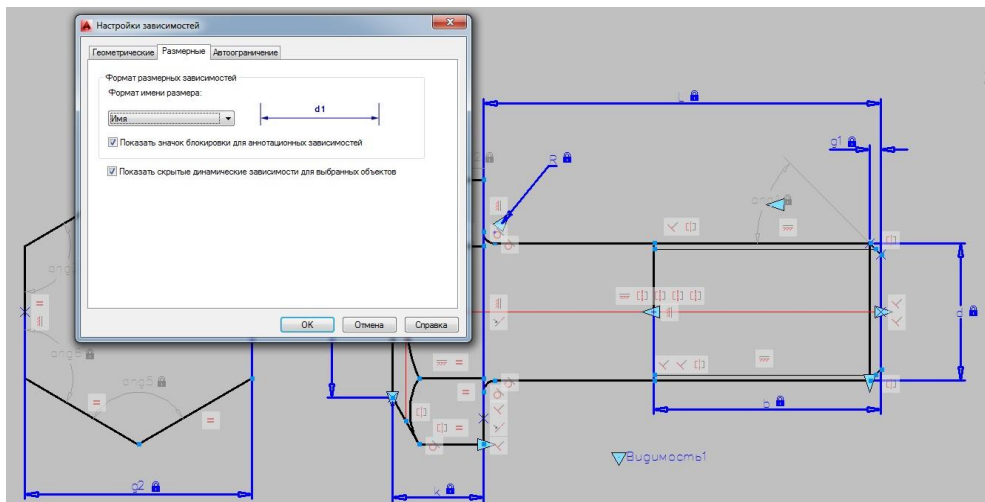 Настройки зависимостей
Геометрические Размерные Автоограничение
Формат размерных зависимостей
Формат имени размера:
Имя
d1
Показать значок блокировки для аннотационных зависимостей
Показать скрытые динамические зависимости для выбранных объектов
OK Отмена Справка
L
g1
R
d
b
ang5
g2
k
Видимость1